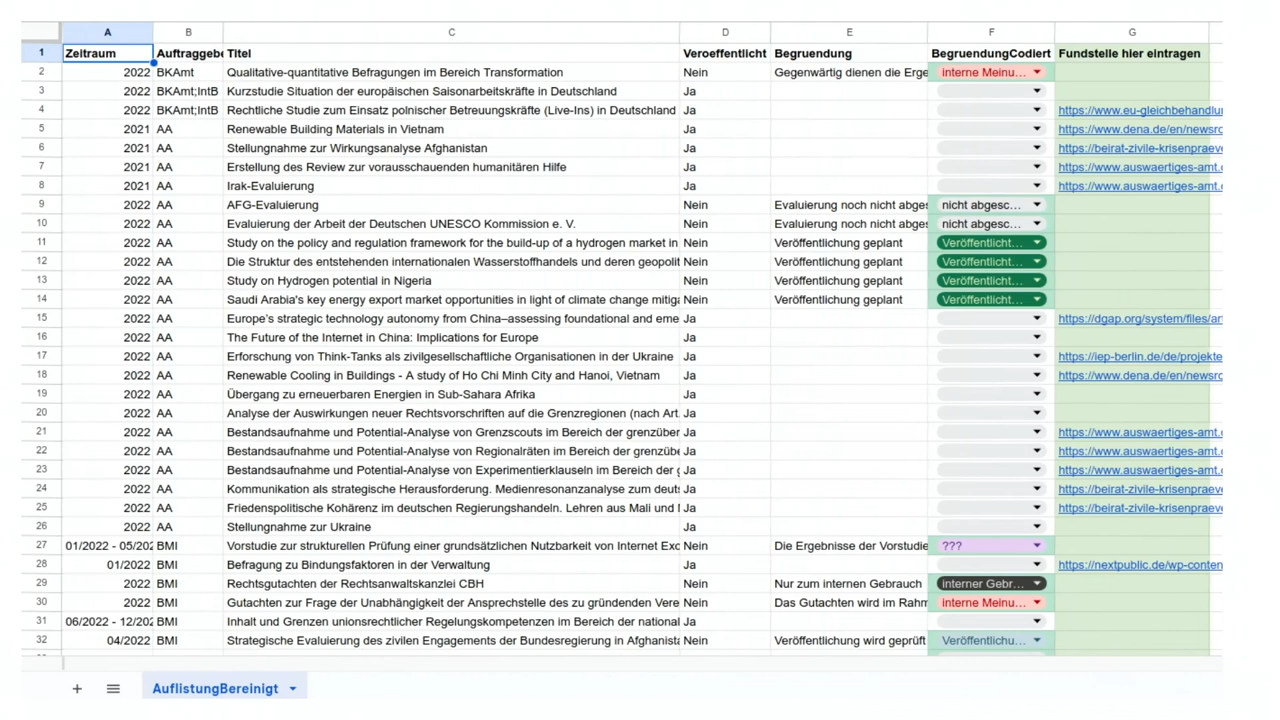 A B C D E F G
1 Zeitraum Auftraggebe Titel Veroeffentlicht Begruendung BegruendungCodiert Fundstelle hier eintragen
2 2022 BKAmt Qualitative-quantitative Befragungen im Bereich Transformation Nein Gegenwärtig dienen die Erge interne Meinu...
3 2022 BKAmt;IntB Kurzstudie Situation der europäischen Saisonarbeitskräfte in Deutschland Ja
4 2022 BKAmt;IntB Rechtliche Studie zum Einsatz polnischer Betreuungskräfte (Live-Ins) in Deutschland Ja https://www.eu-gleichbehandlu
5 2021 AA Renewable Building Materials in Vietnam Ja https://www.dena.de/en/newsro
6 2021 AA Stellungnahme zur Wirkungsanalyse Afghanistan Ja https://beirat-zivile-krisenpraeve
7 2021 AA Erstellung des Review zur vorausschauenden humanitären Hilfe Ja https://www.auswaertiges-amt.
8 2021 AA Irak-Evaluierung Ja https://www.auswaertiges-amt.
9 2022 AA AFG-Evaluierung Nein Evaluierung noch nicht abges nicht abgesc...
10 2022 AA Evaluierung der Arbeit der Deutschen UNESCO Kommission e. V. Nein Evaluierung noch nicht abges nicht abgesc...
11 2022 AA Study on the policy and regulation framework for the build-up of a hydrogen market in Nein Veröffentlichung geplant Veröffentlicht...
12 2022 AA Die Struktur des entstehenden internationalen Wasserstoffhandels und deren geopolit Nein Veröffentlichung geplant Veröffentlicht...
13 2022 AA Study on Hydrogen potential in Nigeria Nein Veröffentlichung geplant Veröffentlicht...
14 2022 AA Saudi Arabia's key energy export market opportunities in light of climate change mitiga Nein Veröffentlichung geplant Veröffentlicht...
15 2022 AA Europe's strategic technology autonomy from China–assessing foundational and eme Ja https://dgap.org/system/files/ar
16 2022 AA The Future of the Internet in China: Implications for Europe Ja
17 2022 AA Erforschung von Think-Tanks als zivilgesellschaftliche Organisationen in der Ukraine Ja https://iep-berlin.de/de/projekte
18 2022 AA Renewable Cooling in Buildings - A study of Ho Chi Minh City and Hanoi, Vietnam Ja https://www.dena.de/en/newsro
19 2022 AA Übergang zu erneuerbaren Energien in Sub-Sahara Afrika Ja
20 2022 AA Analyse der Auswirkungen neuer Rechtsvorschriften auf die Grenzregionen (nach Art. Ja
21 2022 AA Bestandsaufnahme und Potential-Analyse von Grenzscouts im Bereich der grenzüber Ja https://www.auswaertiges-amt.
22 2022 AA Bestandsaufnahme und Potential-Analyse von Regionalräten im Bereich der grenzübe Ja https://www.auswaertiges-amt.
23 2022 AA Bestandsaufnahme und Potential-Analyse von Experimentierklauseln im Bereich der g Ja https://www.auswaertiges-amt.
24 2022 AA Kommunikation als strategische Herausforderung. Medienresonanzanalyse zum deut Ja https://beirat-zivile-krisenpraeve
25 2022 AA Friedenspolitische Kohärenz im deutschen Regierungshandeln. Lehren aus Mali und Ja https://beirat-zivile-krisenpraeve
26 2022 AA Stellungnahme zur Ukraine Ja
27 01/2022 - 05/202 BMI Vorstudie zur strukturellen Prüfung einer grundsätzlichen Nutzbarkeit von Internet Exc Nein Die Ergebnisse der Vorstudie ???
28 01/2022 BMI Befragung zu Bindungsfaktoren in der Verwaltung Ja https://nextpublic.de/wp-conten
29 2022 BMI Rechtsgutachten der Rechtsanwaltskanzlei CBH Nein Nur zum internen Gebrauch interner Gebr...
30 2022 BMI Gutachten zur Frage der Unabhängigkeit der Ansprechstelle des zu gründenden Vere Nein Das Gutachten wird im Rahm interne Meinu...
31 06/2022 - 12/202 BMI Inhalt und Grenzen unionsrechtlicher Regelungskompetenzen im Bereich der national Ja
32 04/2022 BMI Strategische Evaluierung des zivilen Engagements der Bundesregierung in Afghanista Nein Veröffentlichung wird geprüft Veröffentlichu...
AuflistungBereinigt